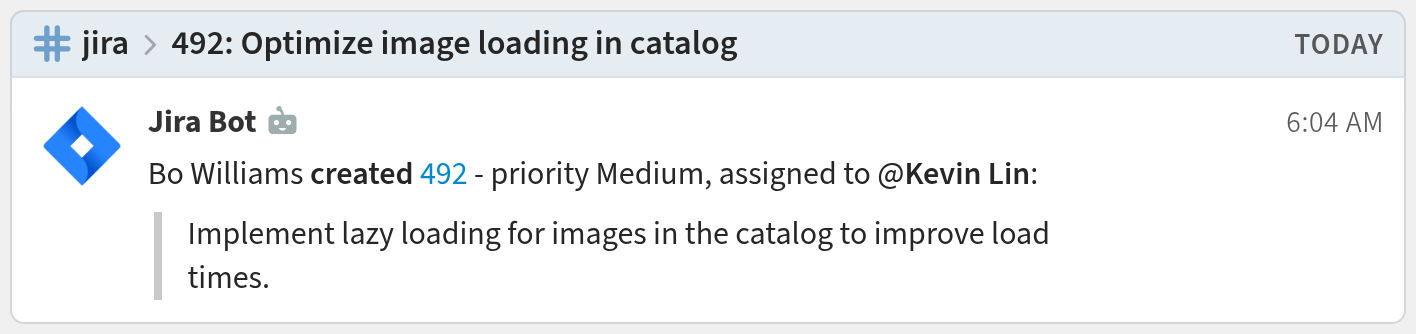 jira > 492: Optimize image loading in catalog TODAY
Jira Bot 6:04 AM
Bo Williams created 492 - priority Medium, assigned to @Kevin Lin:
Implement lazy loading for images in the catalog to improve load
times.